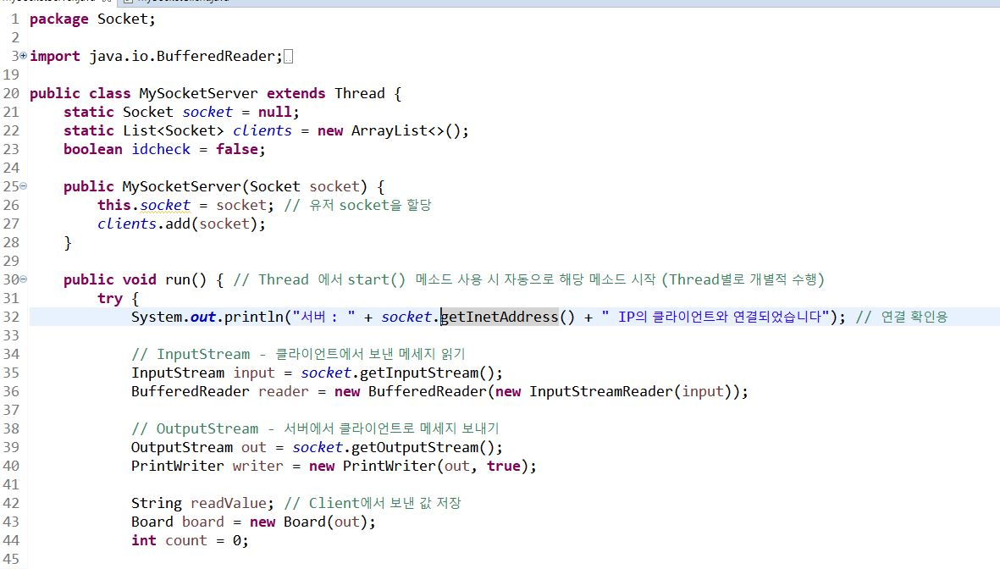 1 package Socket;
2
3 import java.io.BufferedReader;
19
20 public class MySocketServer extends Thread {
21 static Socket socket = null;
22 static List<Socket> clients = new ArrayList<>();
23 boolean idcheck = false;
24
25 public MySocketServer(Socket socket) {
26 this.socket = socket; // 유저 socket을 할당
27 clients.add(socket);
28 }
29
30 public void run() { // Thread 에서 start() 메소드 사용 시 자동으로 해당 메소드 시작 (Thread별로 개별적 수행)
31 try {
32 System.out.println("서버 : " + socket.getInetAddress() + " IP의 클라이언트와 연결되었습니다"); // 연결 확인용
33
34 // InputStream - 클라이언트에서 보낸 메세지 읽기
35 InputStream input = socket.getInputStream();
36 BufferedReader reader = new BufferedReader(new InputStreamReader(input));
37
38 // OutputStream - 서버에서 클라이언트로 메세지 보내기
39 OutputStream out = socket.getOutputStream();
40 PrintWriter writer = new PrintWriter(out, true);
41
42 String readValue; // Client에서 보낸 값 저장
43 Board board = new Board(out);
44 int count = 0;
45